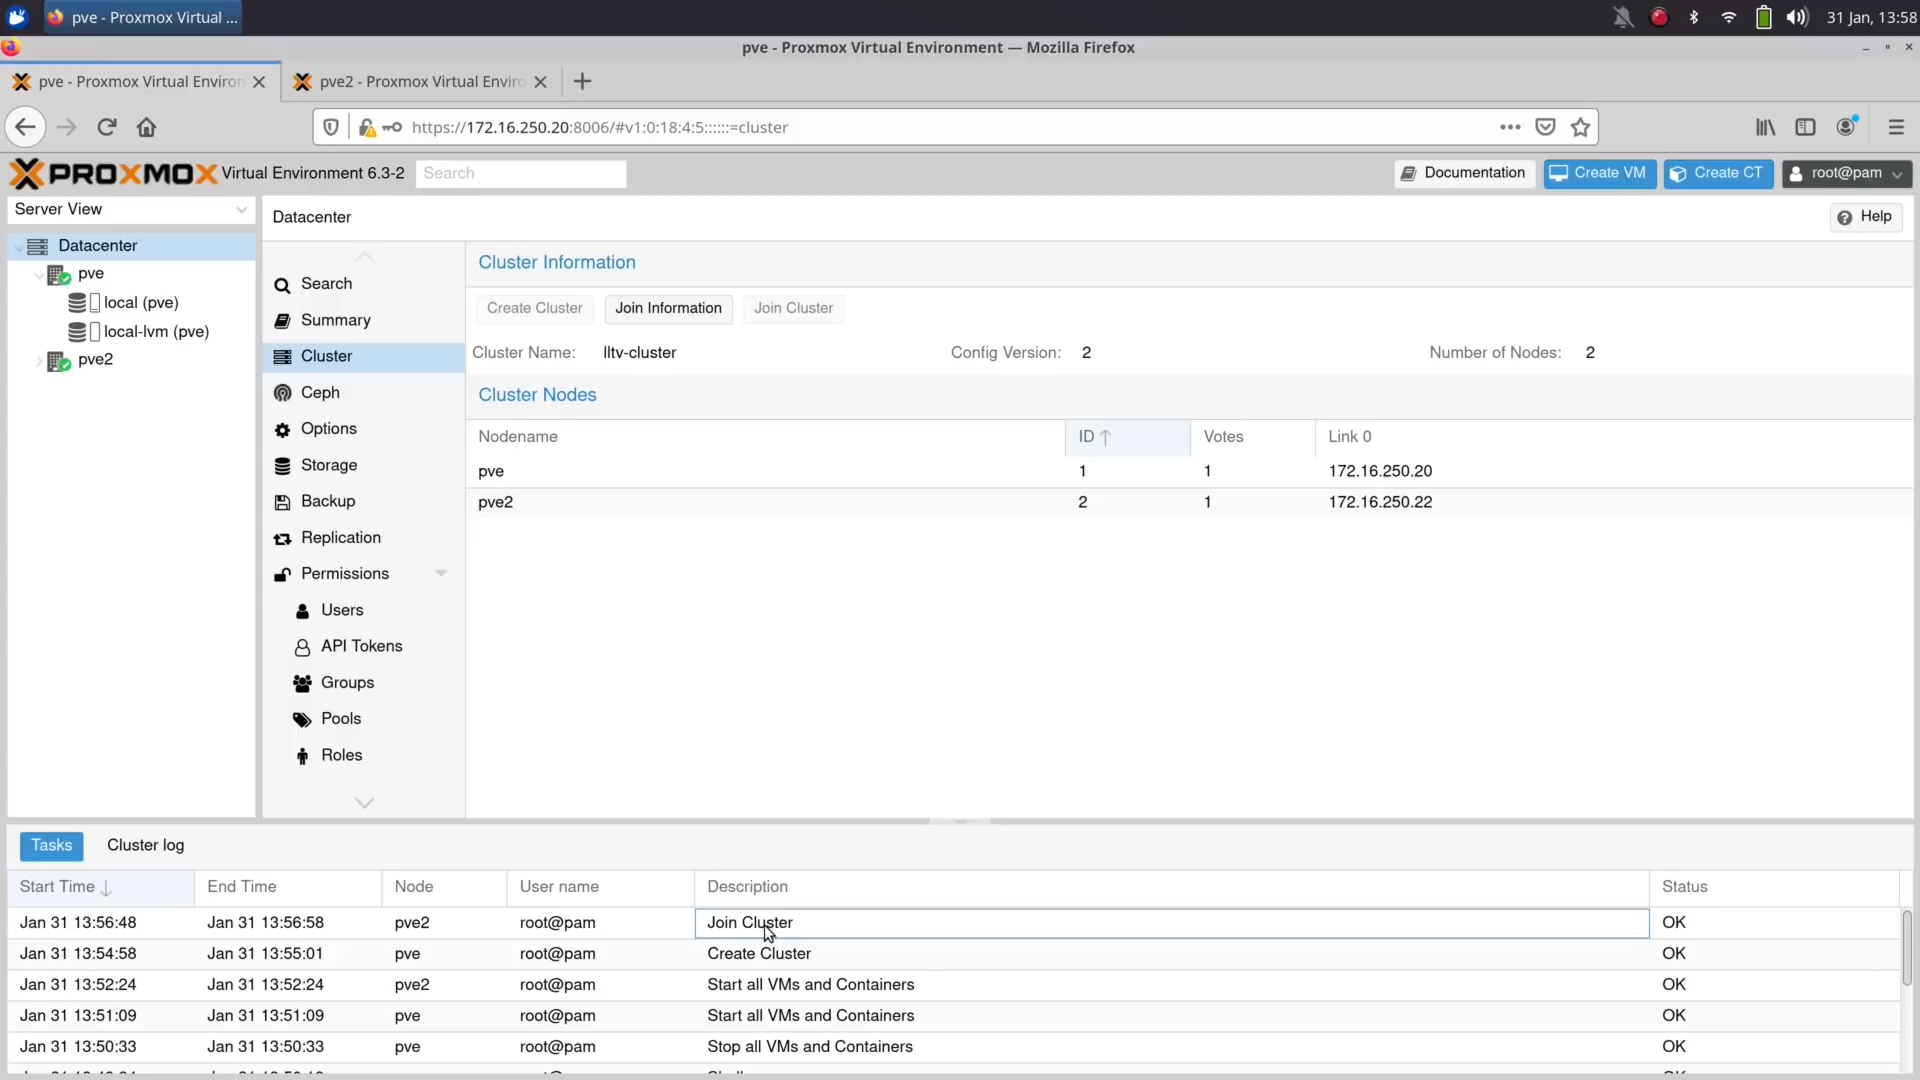 pve - Proxmox Virtual ...
31 Jan, 13:58
pve - Proxmox Virtual Environment — Mozilla Firefox
pve - Proxmox Virtual Environ
pve2 - Proxmox Virtual Enviro
https://172.16.250.20:8006/#v1:0:18:4:5::::::=cluster
PROXMOX Virtual Environment 6.3-2
Search
Documentation
Create VM
Create CT
root@pam
Server View
Datacenter
pve
local (pve)
local-lvm (pve)
pve2
Datacenter
Help
Search
Summary
Cluster
Ceph
Options
Storage
Backup
Replication
Permissions
Users
API Tokens
Groups
Pools
Roles
Cluster Information
Create Cluster Join Information Join Cluster
Cluster Name: lltv-cluster Config Version: 2 Number of Nodes: 2
Cluster Nodes
Nodename ID Votes Link 0
pve 1 1 172.16.250.20
pve2 2 1 172.16.250.22
Tasks Cluster log
Start Time End Time Node User name Description Status
Jan 31 13:56:48 Jan 31 13:56:58 pve2 root@pam Join Cluster OK
Jan 31 13:54:58 Jan 31 13:55:01 pve root@pam Create Cluster OK
Jan 31 13:52:24 Jan 31 13:52:24 pve2 root@pam Start all VMs and Containers OK
Jan 31 13:51:09 Jan 31 13:51:09 pve root@pam Start all VMs and Containers OK
Jan 31 13:50:33 Jan 31 13:50:33 pve root@pam Stop all VMs and Containers OK